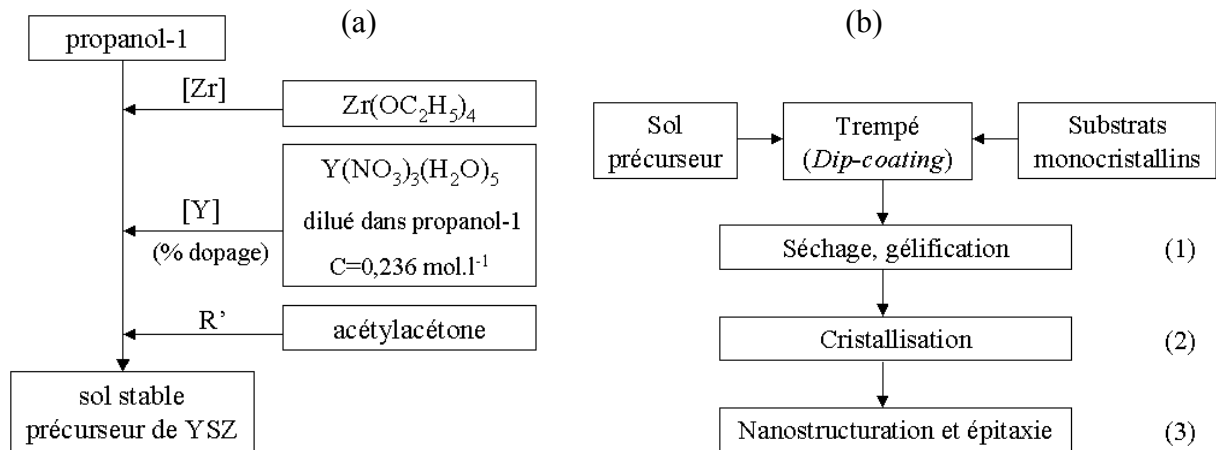 (a)
propanol-1
[Zr]
Zr(OC2H5)4
Y(NO3)3(H2O)5
dilué dans propanol-1
C=0,236 mol.l-1
[Y]
(% dopage)
R’
acétylacétone
sol stable
précurseur de YSZ
(b)
Sol
précurseur
Trempé
(Dip-coating)
Substrats
monocristallins
Séchage, gélification
(1)
Cristallisation
(2)
Nanostructuration et épitaxie
(3)